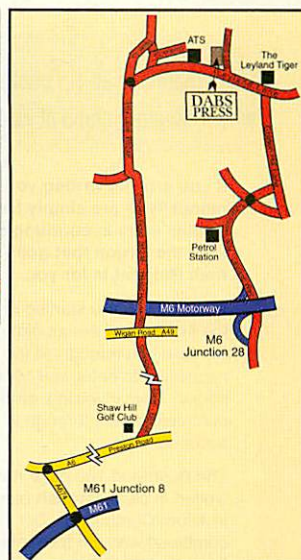 ATS
The
Leyland Tiger
DABS
PRESS
Petrol
Station
M6 Motorway
Wigan Road A49
M6
Junction 28
Shaw Hill
Golf Club
A6 Preston Road
M61 Junction 8
A674
M61